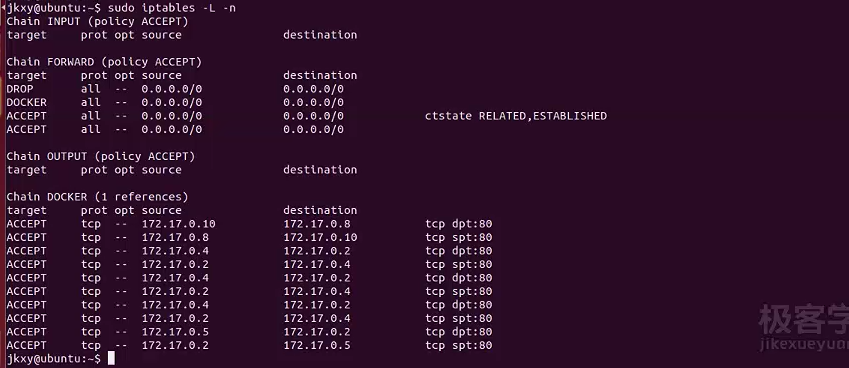 jkxy@ubuntu:~$ sudo iptables -L -n
Chain INPUT (policy ACCEPT)
target prot opt source destination
Chain FORWARD (policy ACCEPT)
target prot opt source destination
DROP all -- 0.0.0.0/0 0.0.0.0/0
DOCKER all -- 0.0.0.0/0 0.0.0.0/0
ACCEPT all -- 0.0.0.0/0 0.0.0.0/0 ctstate RELATED,ESTABLISHED
ACCEPT all -- 0.0.0.0/0 0.0.0.0/0
Chain OUTPUT (policy ACCEPT)
target prot opt source destination
Chain DOCKER (1 references)
target prot opt source destination
ACCEPT tcp -- 172.17.0.10 172.17.0.8 tcp dpt:80
ACCEPT tcp -- 172.17.0.8 172.17.0.10 tcp spt:80
ACCEPT tcp -- 172.17.0.4 172.17.0.2 tcp dpt:80
ACCEPT tcp -- 172.17.0.2 172.17.0.4 tcp spt:80
ACCEPT tcp -- 172.17.0.4 172.17.0.2 tcp dpt:80
ACCEPT tcp -- 172.17.0.2 172.17.0.4 tcp spt:80
ACCEPT tcp -- 172.17.0.4 172.17.0.2 tcp dpt:80
ACCEPT tcp -- 172.17.0.2 172.17.0.4 tcp spt:80
ACCEPT tcp -- 172.17.0.5 172.17.0.2 tcp dpt:80
ACCEPT tcp -- 172.17.0.2 172.17.0.5 tcp spt:80
jkxy@ubuntu:~$
极客学
jikexueyuan